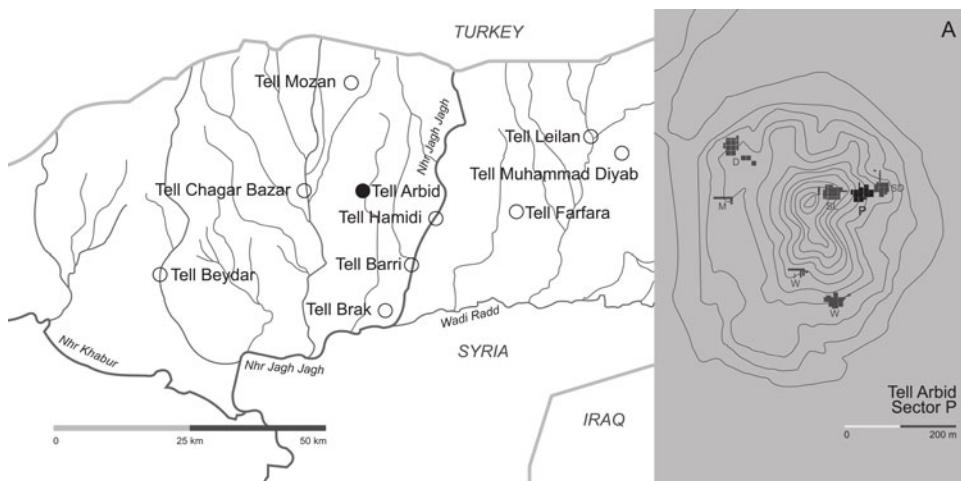 TURKEY
A
Tell Mozan
Nhr Jagh Jagh
Tell Leilan
Tell Muhammad Diyab
Tell Chagar Bazar
Tell Arbid
Tell Hamidi
Tell Farfara
Tell Barri
Tell Beydar
Tell Brak
Wadi Radd
Nhr Khabur
Nhr Jagh Jagh
SYRIA
IRAQ
0
25 km
50 km
D
M
SD
P
W
W
Tell Arbid
Sector P
0
200 m